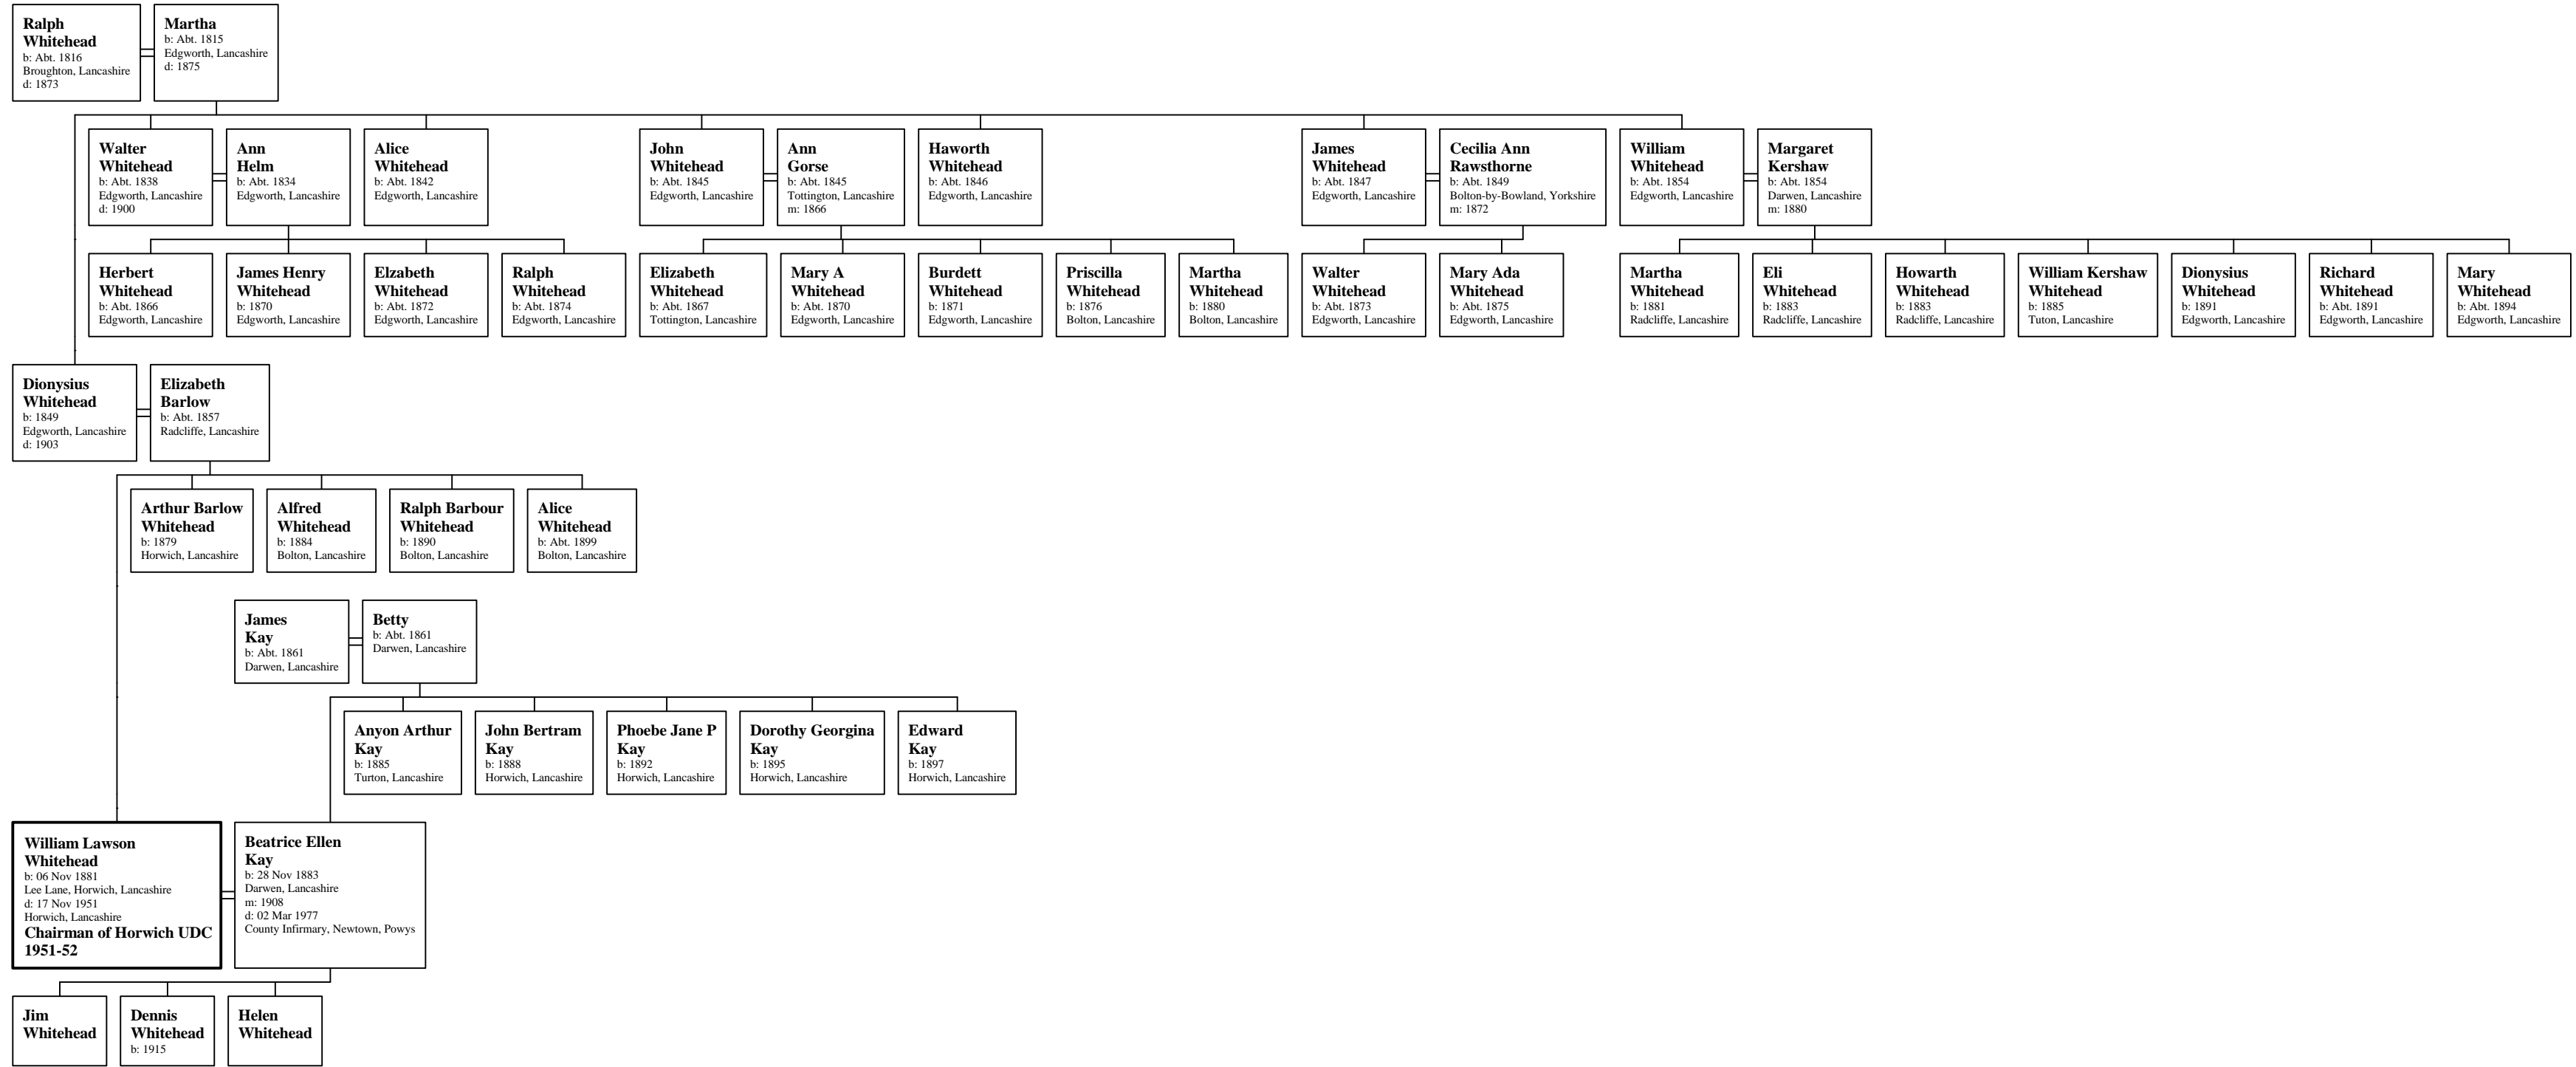 Ralph
Whitehead
b: Abt. 1816
Broughton, Lancashire
d: 1873
Martha
b: Abt. 1815
Edgworth, Lancashire
d: 1875
Walter
Whitehead
b: Abt. 1838
Edgworth, Lancashire
d: 1900
Ann
Helm
b: Abt. 1834
Edgworth, Lancashire
Alice
Whitehead
b: Abt. 1842
Edgworth, Lancashire
John
Whitehead
b: Abt. 1845
Edgworth, Lancashire
Ann
Gorse
b: Abt. 1845
Tottington, Lancashire
m: 1866
Haworth
Whitehead
b: Abt. 1846
Edgworth, Lancashire
James
Whitehead
b: Abt. 1847
Edgworth, Lancashire
Cecilia Ann
Rawsthorne
b: Abt. 1849
Bolton-by-Bowland, Yorkshire
m: 1872
William
Whitehead
b: Abt. 1854
Edgworth, Lancashire
Margaret
Kershaw
b: Abt. 1854
Darwen, Lancashire
m: 1880
Herbert
Whitehead
b: Abt. 1866
Edgworth, Lancashire
James Henry
Whitehead
b: 1870
Edgworth, Lancashire
Elzabeth
Whitehead
b: Abt. 1872
Edgworth, Lancashire
Ralph
Whitehead
b: Abt. 1874
Edgworth, Lancashire
Elizabeth
Whitehead
b: Abt. 1867
Tottington, Lancashire
Mary A
Whitehead
b: Abt. 1870
Edgworth, Lancashire
Burdett
Whitehead
b: 1871
Edgworth, Lancashire
Priscilla
Whitehead
b: 1876
Bolton, Lancashire
Martha
Whitehead
b: 1880
Bolton, Lancashire
Walter
Whitehead
b: Abt. 1873
Edgworth, Lancashire
Mary Ada
Whitehead
b: Abt. 1875
Edgworth, Lancashire
Martha
Whitehead
b: 1881
Radcliffe, Lancashire
Eli
Whitehead
b: 1883
Radcliffe, Lancashire
Howarth
Whitehead
b: 1883
Radcliffe, Lancashire
William Kershaw
Whitehead
b: 1885
Tuton, Lancashire
Dionysius
Whitehead
b: 1891
Edgworth, Lancashire
Richard
Whitehead
b: Abt. 1891
Edgworth, Lancashire
Mary
Whitehead
b: Abt. 1894
Edgworth, Lancashire
Dionysius
Whitehead
b: 1849
Edgworth, Lancashire
d: 1903
Elizabeth
Barlow
b: Abt. 1857
Radcliffe, Lancashire
Arthur Barlow
Whitehead
b: 1879
Horwich, Lancashire
Alfred
Whitehead
b: 1884
Bolton, Lancashire
Ralph Barbour
Whitehead
b: 1890
Bolton, Lancashire
Alice
Whitehead
b: Abt. 1899
Bolton, Lancashire
James
Kay
b: Abt. 1861
Darwen, Lancashire
Betty
b: Abt. 1861
Darwen, Lancashire
Anyon Arthur
Kay
b: 1885
Turton, Lancashire
John Bertram
Kay
b: 1888
Horwich, Lancashire
Phoebe Jane P
Kay
b: 1892
Horwich, Lancashire
Dorothy Georgina
Kay
b: 1895
Horwich, Lancashire
Edward
Kay
b: 1897
Horwich, Lancashire
William Lawson
Whitehead
b: 06 Nov 1881
Lee Lane, Horwich, Lancashire
d: 17 Nov 1951
Horwich, Lancashire
Chairman of Horwich UDC
1951-52
Beatrice Ellen
Kay
b: 28 Nov 1883
Darwen, Lancashire
m: 1908
d: 02 Mar 1977
County Infirmary, Newtown, Powys
Jim
Whitehead
Dennis
Whitehead
b: 1915
Helen
Whitehead